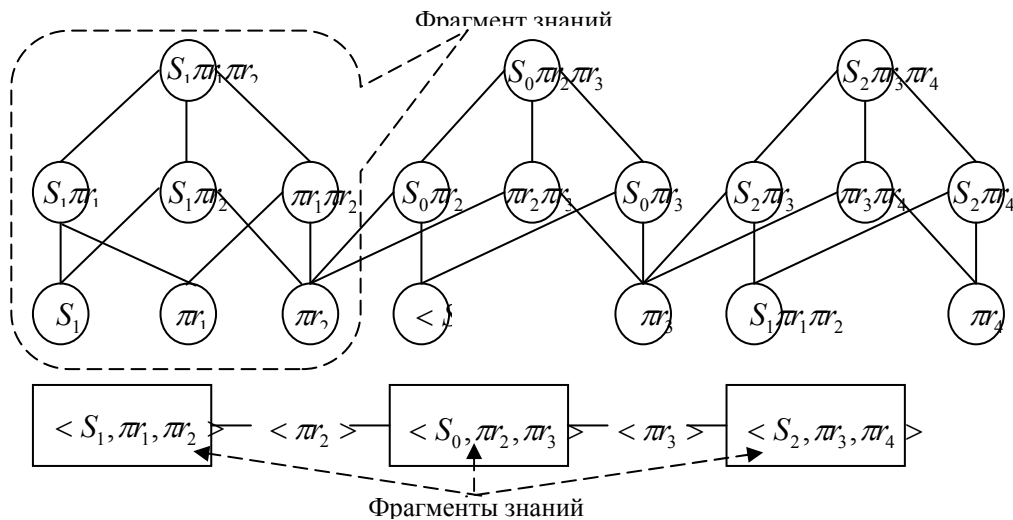 Фрагмент знаний
S₁πr₁πr₂ S₀πr₂πr₃ S₂πr₃πr₄
S₁πr₁ S₁πr₂ πr₁πr₂ S₀πr₂ πr₂πr₃ S₀πr₃ S₂πr₃ πr₃πr₄ S₂πr₄
S₁ πr₁ πr₂ < S πr₃ S₁πr₁πr₂ πr₄
< S₁, πr₁, πr₂ > < πr₂ > < S₀, πr₂, πr₃ > < πr₃ > < S₂, πr₃, πr₄ >
Фрагменты знаний